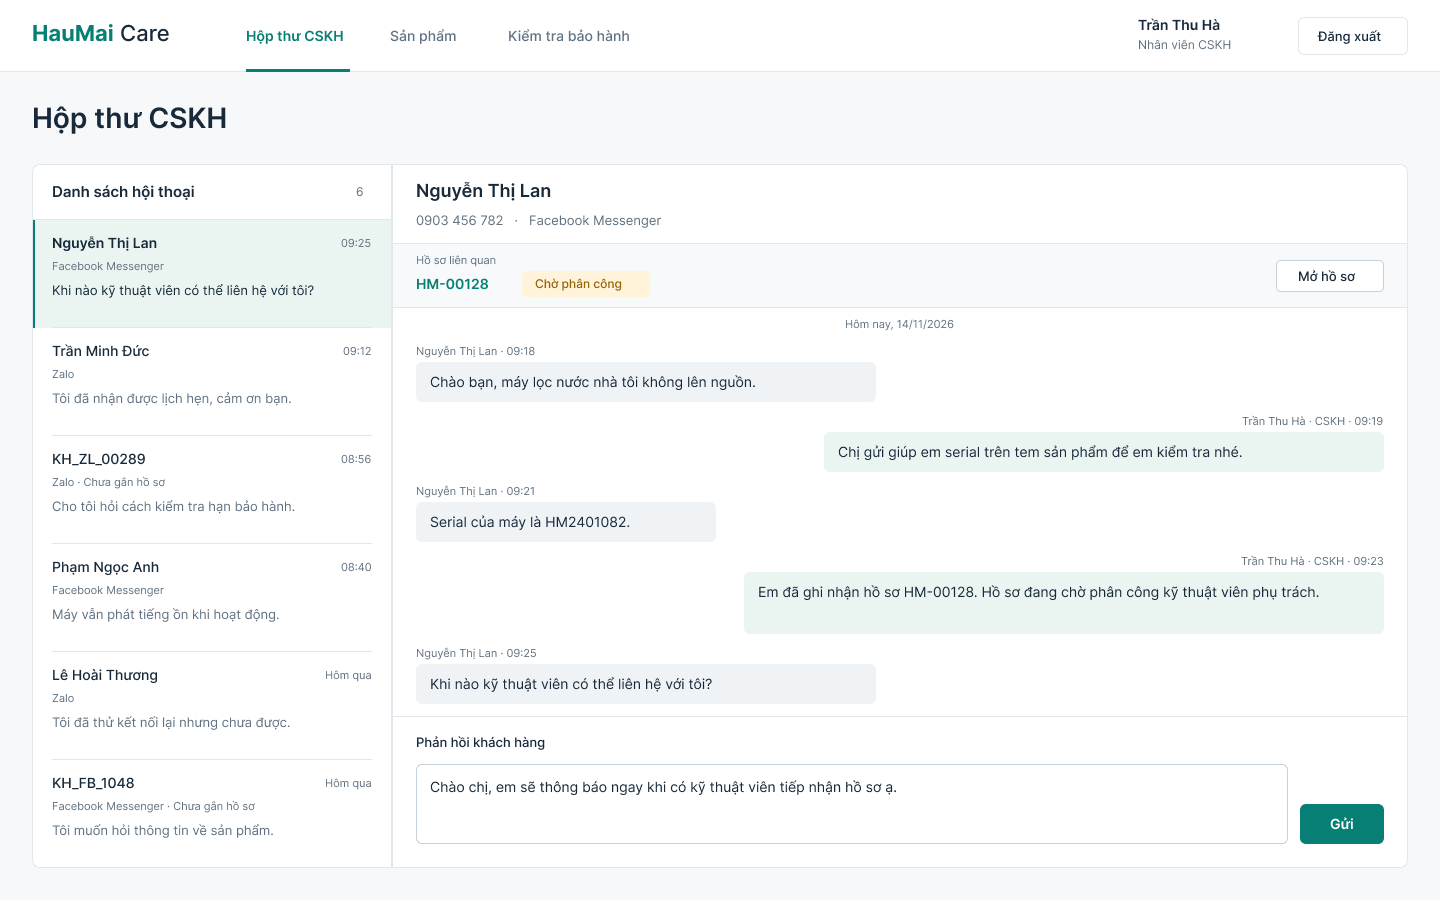 HauMai Care
Hộp thư CSKH
Sản phẩm
Kiểm tra bảo hành
Trần Thu Hà
Nhân viên CSKH
Đăng xuất
Hộp thư CSKH
Danh sách hội thoại
6
Nguyễn Thị Lan
09:25
Facebook Messenger
Khi nào kỹ thuật viên có thể liên hệ với tôi?
Trần Minh Đức
09:12
Zalo
Tôi đã nhận được lịch hẹn, cảm ơn bạn.
KH_ZL_00289
08:56
Zalo · Chưa gắn hồ sơ
Cho tôi hỏi cách kiểm tra hạn bảo hành.
Phạm Ngọc Anh
08:40
Facebook Messenger
Máy vẫn phát tiếng ồn khi hoạt động.
Lê Hoài Thương
Hôm qua
Zalo
Tôi đã thử kết nối lại nhưng chưa được.
KH_FB_1048
Hôm qua
Facebook Messenger · Chưa gắn hồ sơ
Tôi muốn hỏi thông tin về sản phẩm.
Nguyễn Thị Lan
0903 456 782 · Facebook Messenger
Hồ sơ liên quan
HM-00128
Chờ phân công
Mở hồ sơ
Hôm nay, 14/11/2026
Nguyễn Thị Lan · 09:18
Chào bạn, máy lọc nước nhà tôi không lên nguồn.
Trần Thu Hà · CSKH · 09:19
Chị gửi giúp em serial trên tem sản phẩm để em kiểm tra nhé.
Nguyễn Thị Lan · 09:21
Serial của máy là HM2401082.
Trần Thu Hà · CSKH · 09:23
Em đã ghi nhận hồ sơ HM-00128. Hồ sơ đang chờ phân công kỹ thuật viên phụ trách.
Nguyễn Thị Lan · 09:25
Khi nào kỹ thuật viên có thể liên hệ với tôi?
Phản hồi khách hàng
Chào chị, em sẽ thông báo ngay khi có kỹ thuật viên tiếp nhận hồ sơ ạ.
Gửi